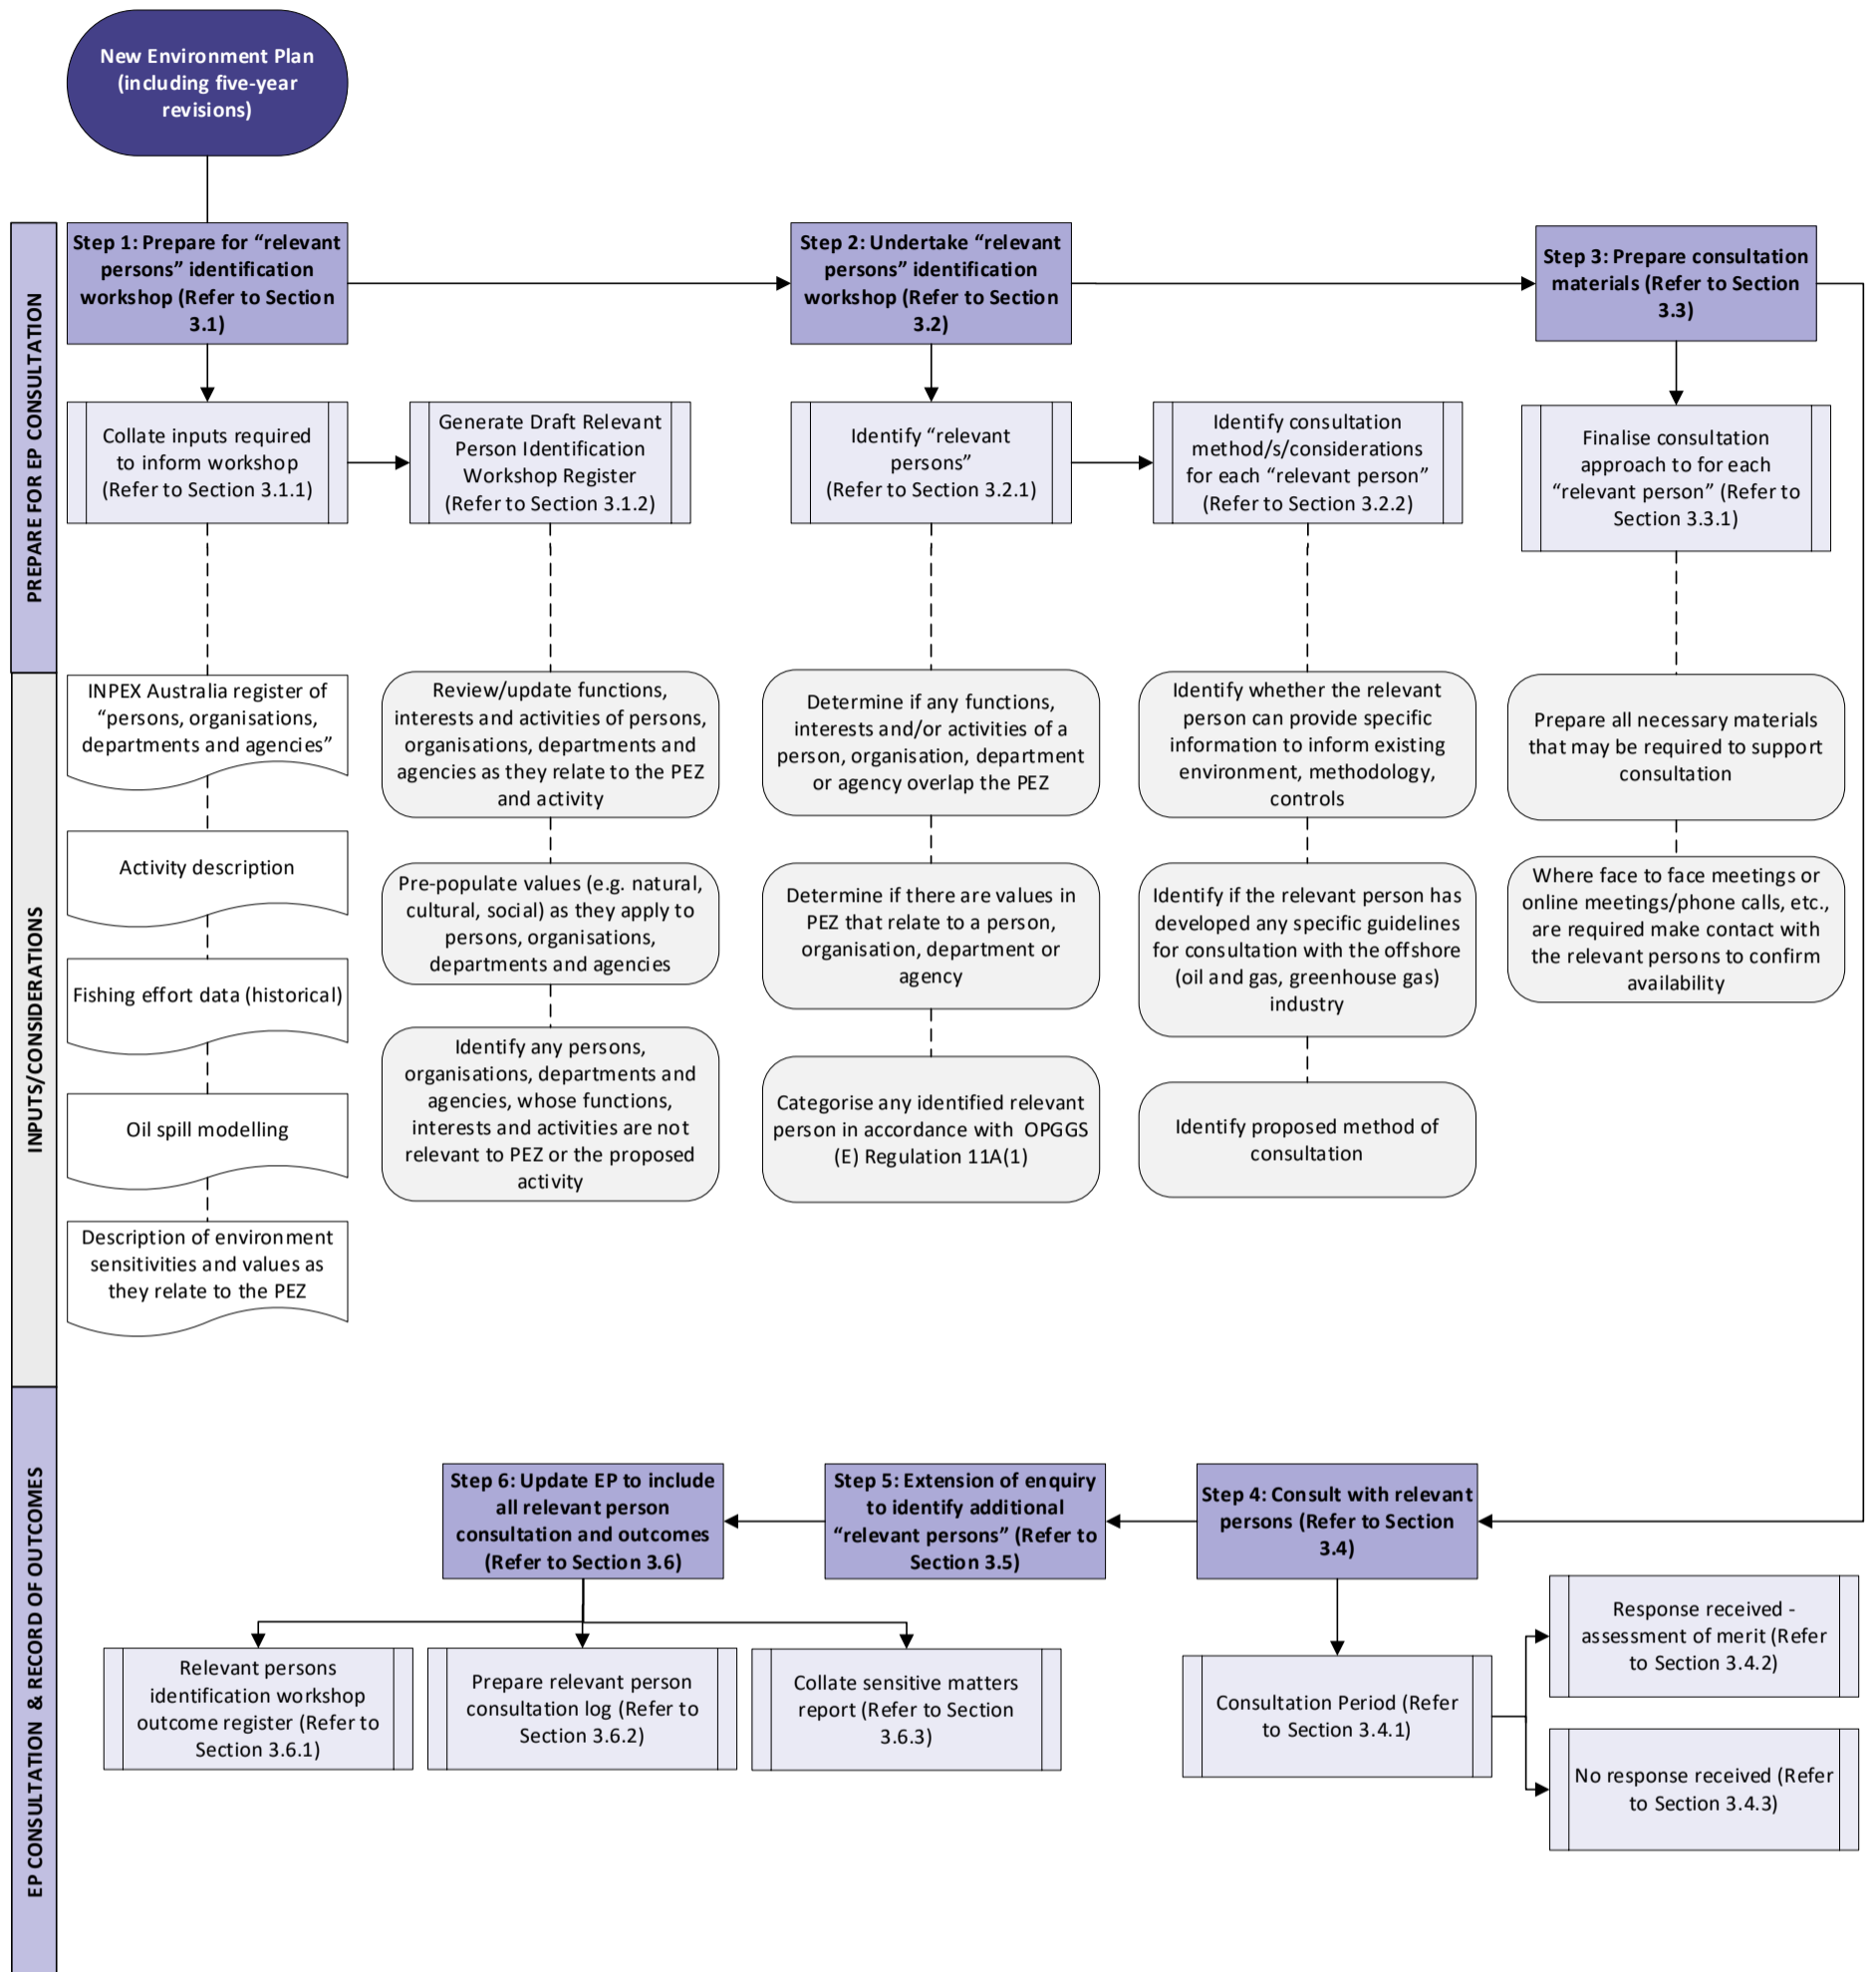 New Environment Plan
(including five-year
revisions)
PREPARE FOR EP CONSULTATION
Step 1: Prepare for “relevant
persons” identification
workshop (Refer to Section
3.1)
Step 2: Undertake “relevant
persons” identification
workshop (Refer to Section
3.2)
Step 3: Prepare consultation
materials (Refer to Section
3.3)
Collate inputs required
to inform workshop
(Refer to Section 3.1.1)
Generate Draft Relevant
Person Identification
Workshop Register
(Refer to Section 3.1.2)
Identify “relevant
persons”
(Refer to Section 3.2.1)
Identify consultation
method/s/considerations
for each “relevant person”
(Refer to Section 3.2.2)
Finalise consultation
approach to for each
“relevant person” (Refer to
Section 3.3.1)
INPUTS/CONSIDERATIONS
INPEX Australia register of
“persons, organisations,
departments and agencies”
Activity description
Fishing effort data (historical)
Oil spill modelling
Description of environment
sensitivities and values as
they relate to the PEZ
Review/update functions,
interests and activities of persons,
organisations, departments and
agencies as they relate to the PEZ
and activity
Pre-populate values (e.g. natural,
cultural, social) as they apply to
persons, organisations,
departments and agencies
Identify any persons,
organisations, departments and
agencies, whose functions,
interests and activities are not
relevant to PEZ or the proposed
activity
Determine if any functions,
interests and/or activities of a
person, organisation, department
or agency overlap the PEZ
Determine if there are values in
PEZ that relate to a person,
organisation, department or
agency
Categorise any identified relevant
person in accordance with OPGGS
(E) Regulation 11A(1)
Identify whether the relevant
person can provide specific
information to inform existing
environment, methodology,
controls
Identify if the relevant person has
developed any specific guidelines
for consultation with the offshore
(oil and gas, greenhouse gas)
industry
Identify proposed method of
consultation
Prepare all necessary materials
that may be required to support
consultation
Where face to face meetings or
online meetings/phone calls, etc.,
are required make contact with
the relevant persons to confirm
availability
EP CONSULTATION & RECORD OF OUTCOMES
Step 6: Update EP to include
all relevant person
consultation and outcomes
(Refer to Section 3.6)
Step 5: Extension of enquiry
to identify additional
“relevant persons” (Refer to
Section 3.5)
Step 4: Consult with relevant
persons (Refer to Section
3.4)
Relevant persons
identification workshop
outcome register (Refer to
Section 3.6.1)
Prepare relevant person
consultation log (Refer to
Section 3.6.2)
Collate sensitive matters
report (Refer to Section
3.6.3)
Consultation Period (Refer
to Section 3.4.1)
Response received -
assessment of merit (Refer
to Section 3.4.2)
No response received (Refer
to Section 3.4.3)